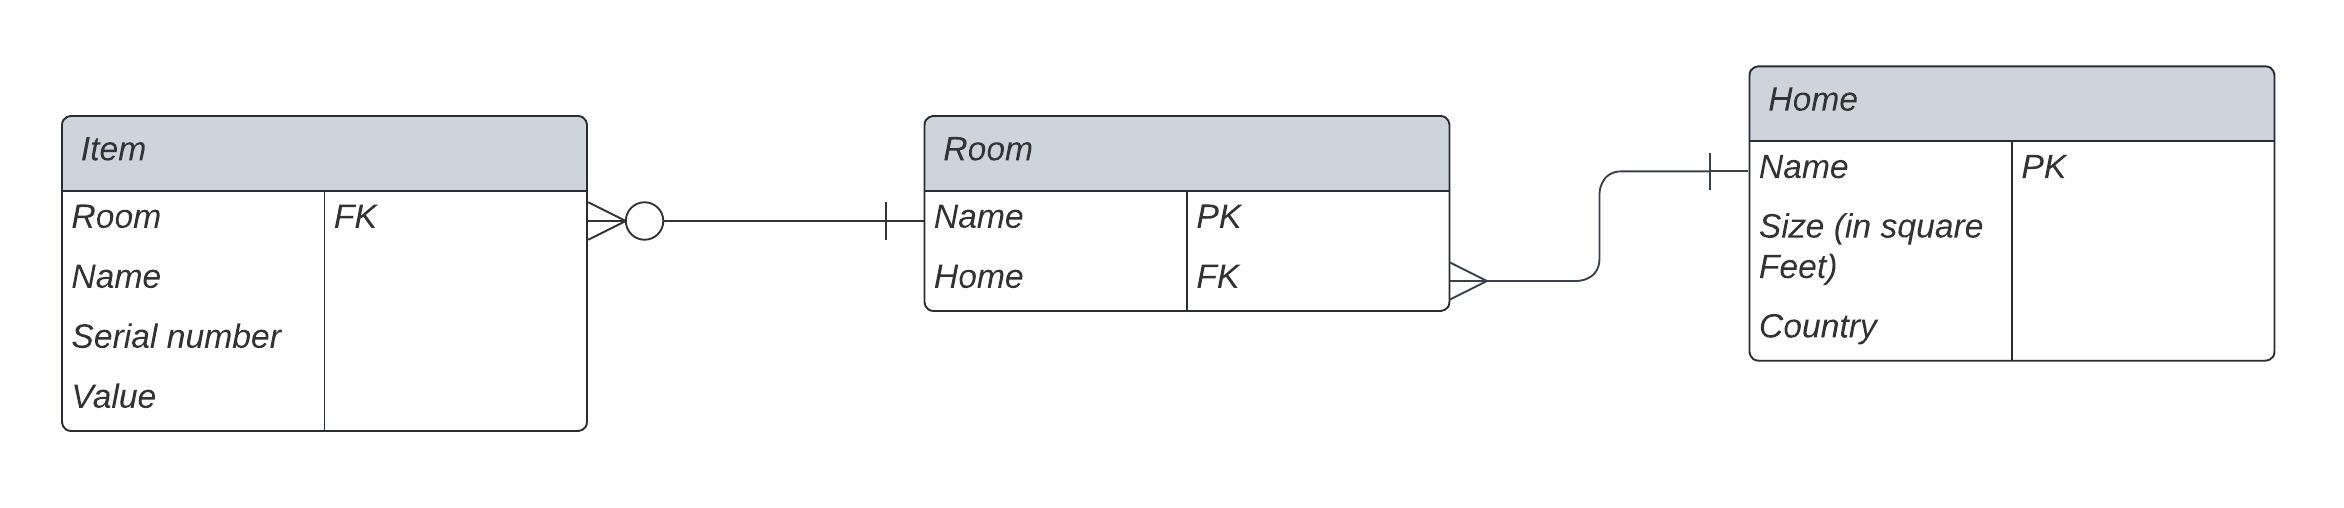 Item
Room FK
Name
Serial number
Value
Room
Name PK
Home FK
Home
Name PK
Size (in square
Feet)
Country